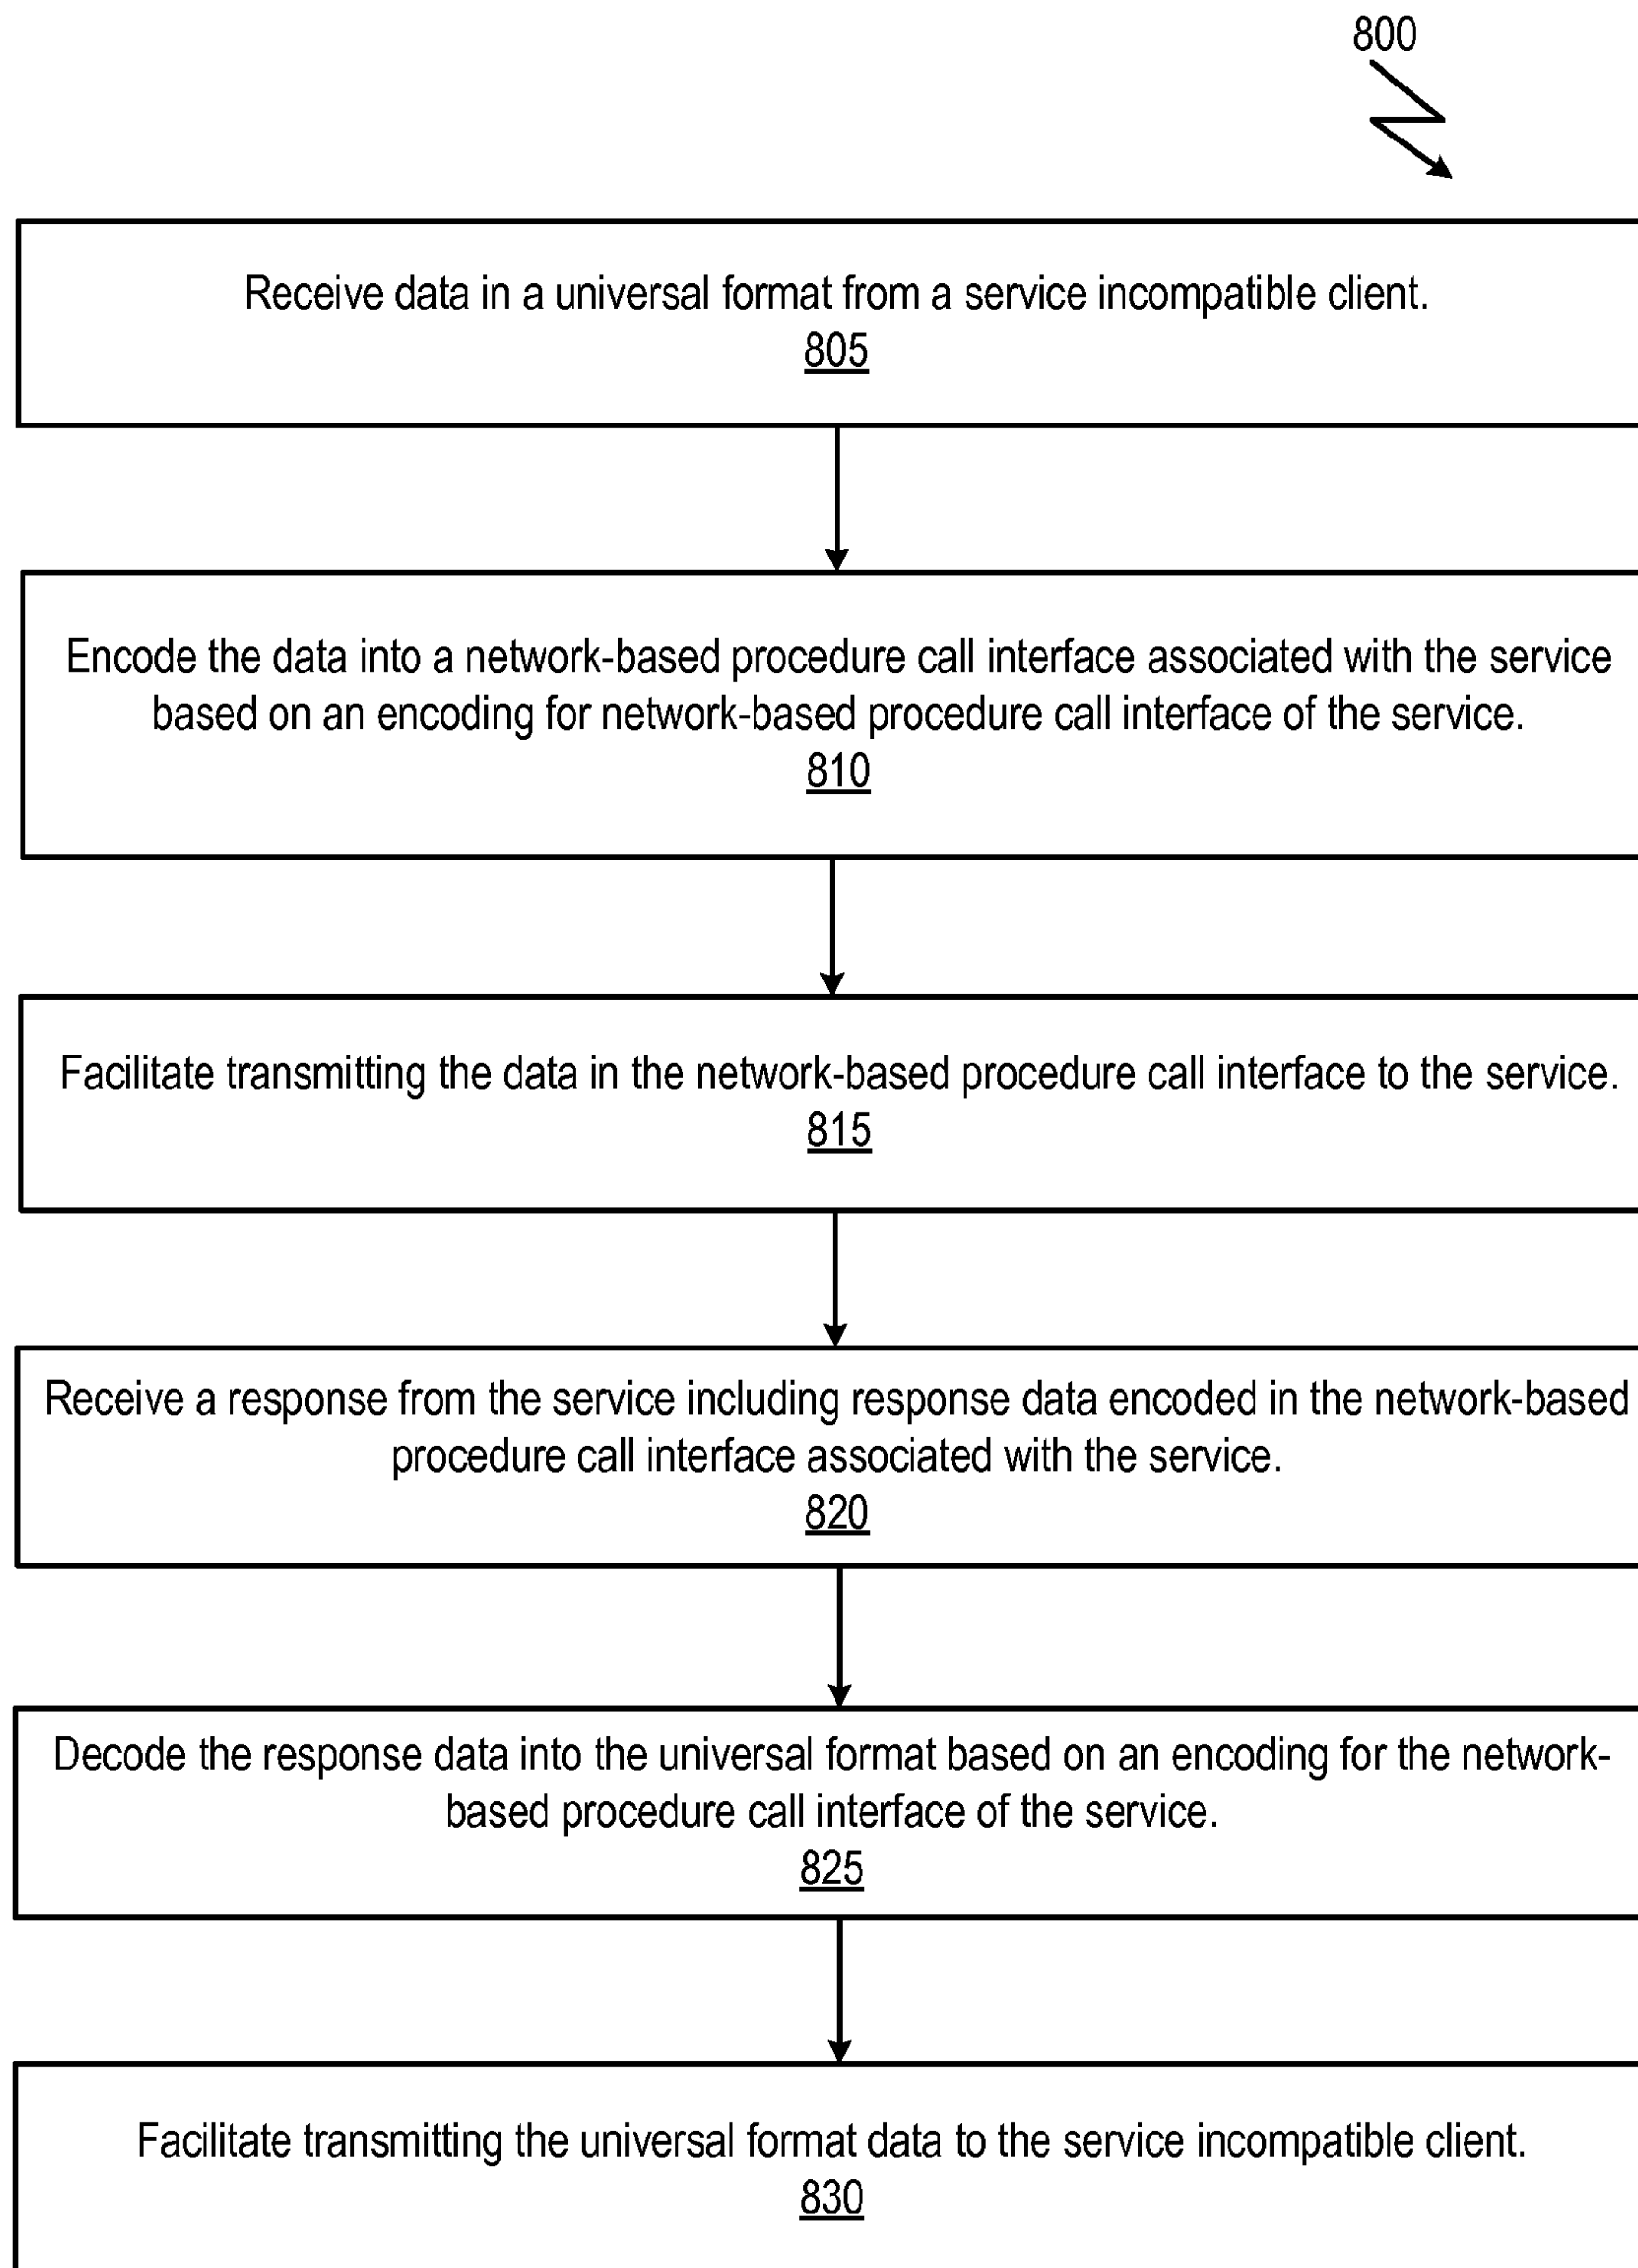 800
Receive data in a universal format from a service incompatible client.
805
Encode the data into a network-based procedure call interface associated with the service
based on an encoding for network-based procedure call interface of the service.
810
Facilitate transmitting the data in the network-based procedure call interface to the service.
815
Receive a response from the service including response data encoded in the network-based
procedure call interface associated with the service.
820
Decode the response data into the universal format based on an encoding for the network-
based procedure call interface of the service.
825
Facilitate transmitting the universal format data to the service incompatible client.
830